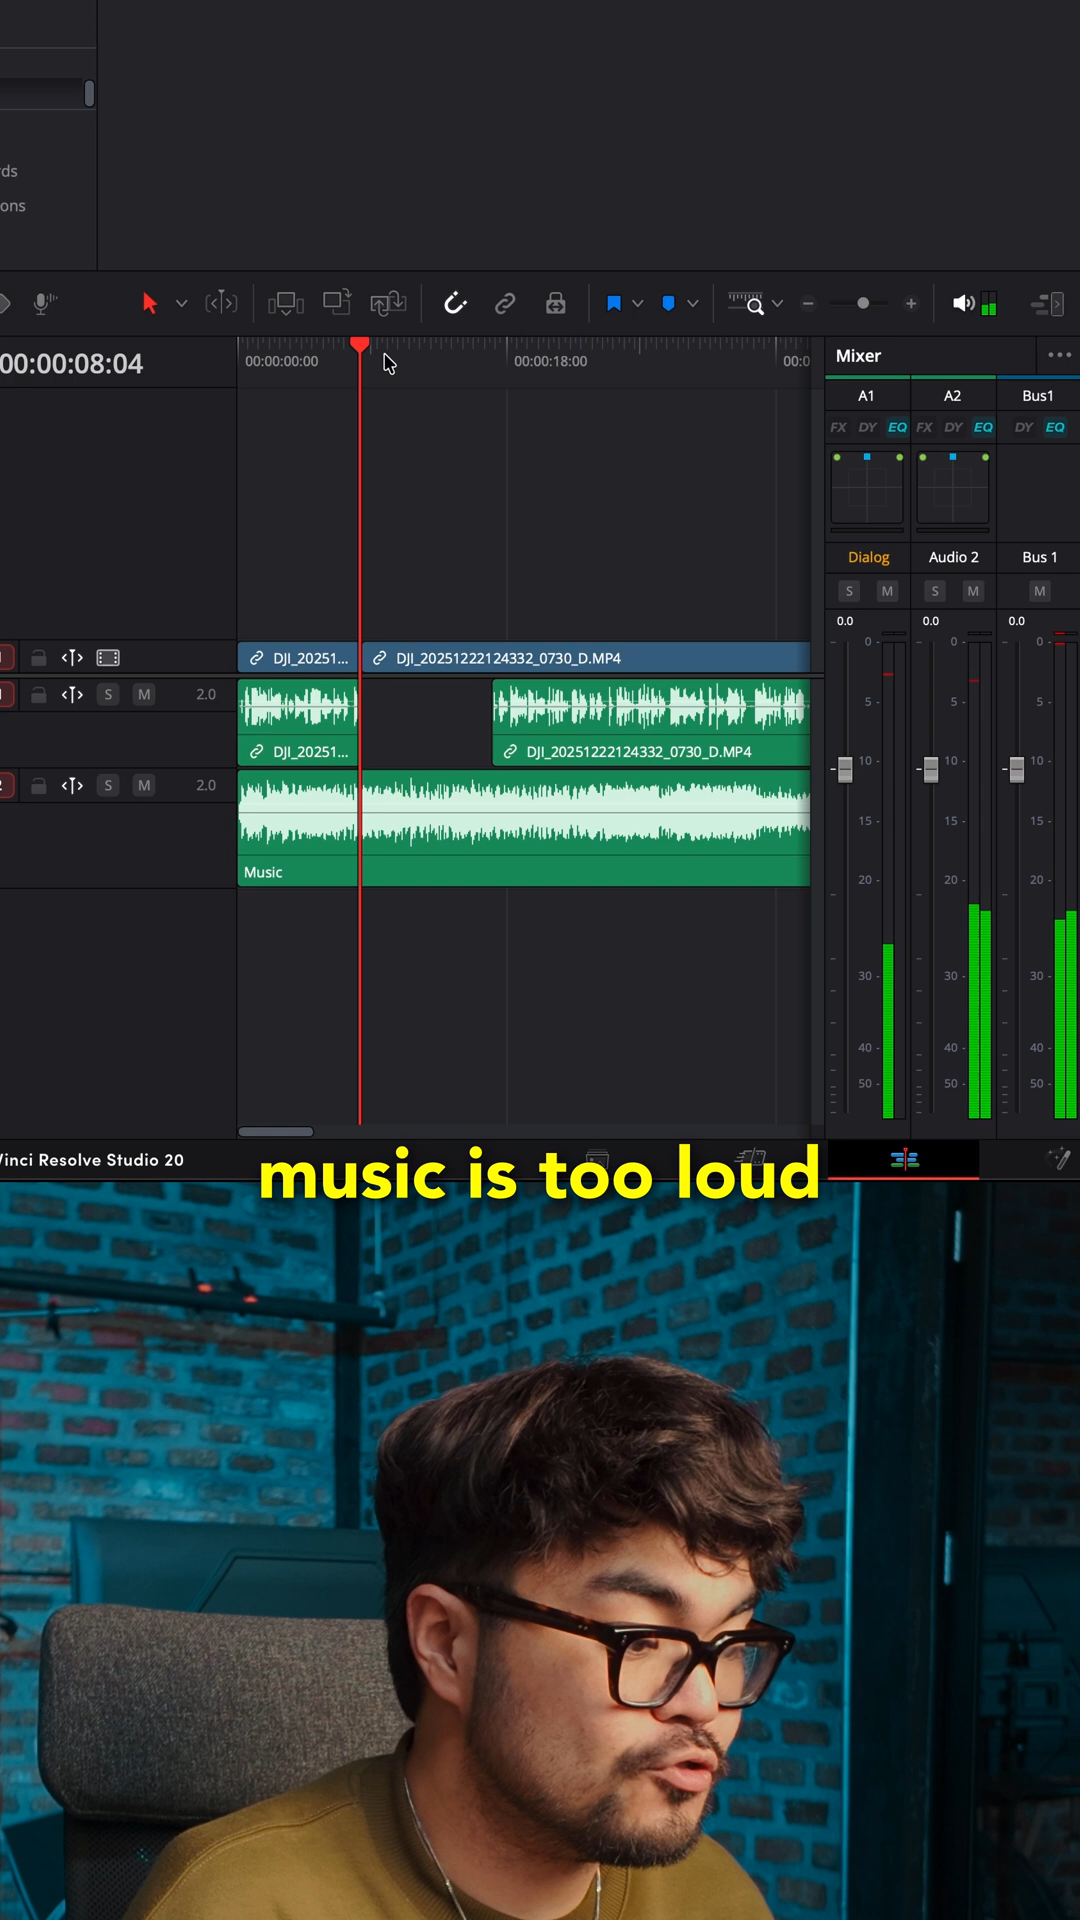 rds
ons
00:00:08:04
00:00:00:00
00:00:18:00
00:0
Mixer
A1
A2
Bus1
FX DY EQ
FX DY EQ
DY EQ
Dialog
Audio 2
Bus 1
S M
S M
M
0.0
0.0
0.0
0-
5-
10-
15-
20-
30-
40-
50-
0-
5-
10-
15-
20-
30-
40-
50-
0-
5-
10-
15-
20-
30-
40-
50-
DJI_20251...
DJI_20251222124332_0730_D.MP4
S M 2.0
DJI_20251...
DJI_20251222124332_0730_D.MP4
2
S M 2.0
Music
Vinci Resolve Studio 20
music is too loud